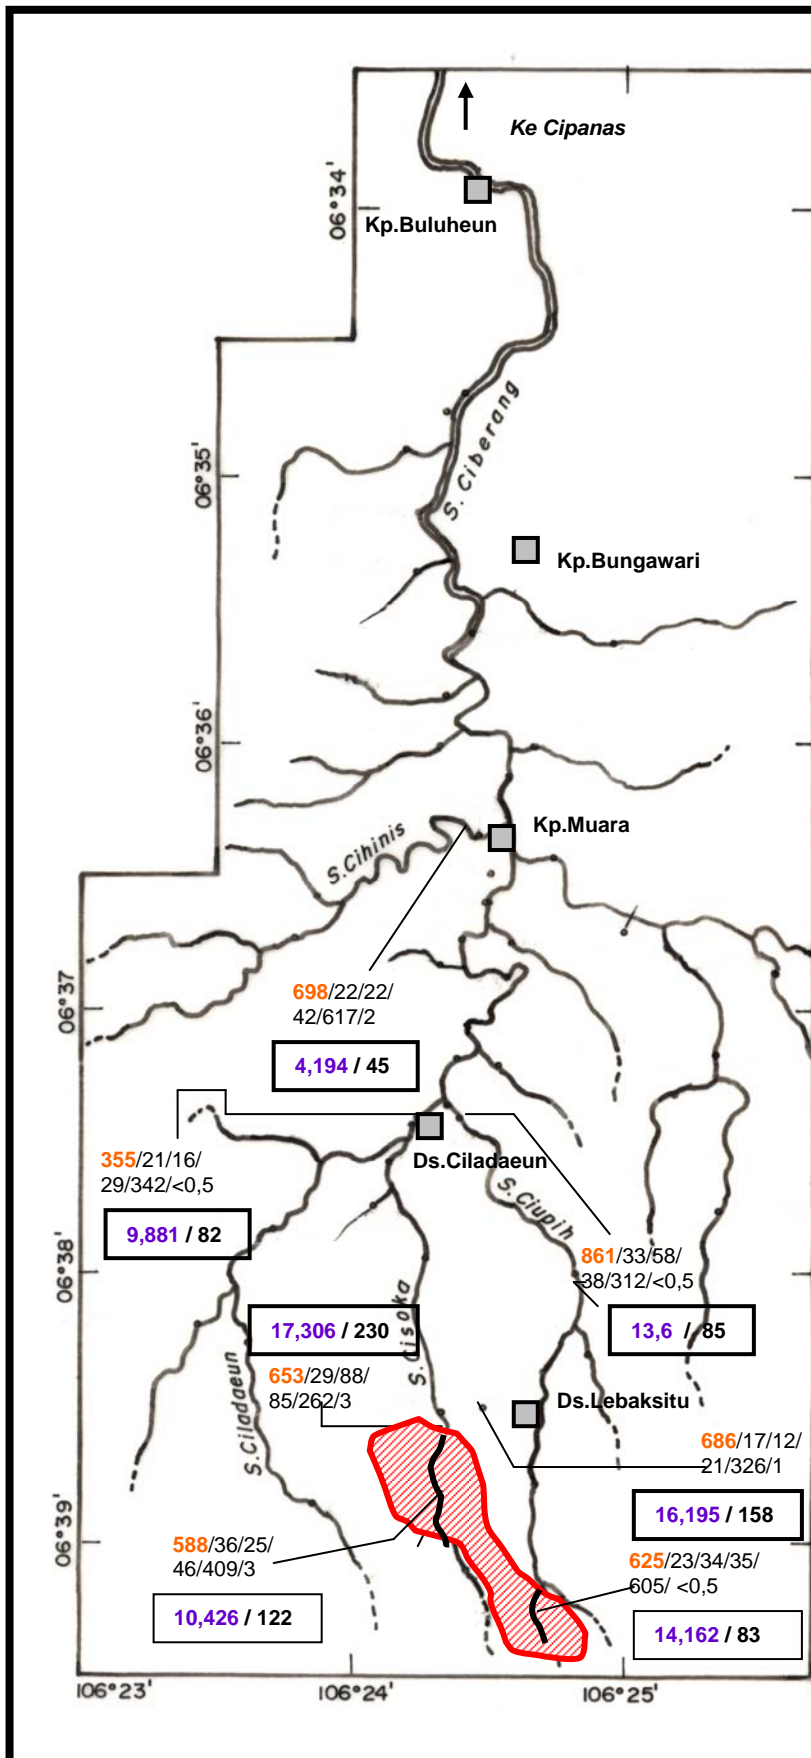 Ke Cipanas
06°34'
Kp.Buluheun
S. Ciberang
06°35'
Kp.Bungawari
06°36'
Kp.Muara
S.Cihinis
698/22/22/
42/617/2
06°37'
4,194 / 45
355/21/16/
29/342/<0,5
Ds.Ciladaeun
S.Ciupih
9,881 / 82
861/33/58/
38/312/<0,5
06°38'
S.Cisoka
17,306 / 230
13,6 / 85
653/29/88/
85/262/3
S.Ciladaeun
Ds.Lebaksitu
686/17/12/
21/326/1
16,195 / 158
06°39'
588/36/25/
46/409/3
625/23/34/35/
605/ <0,5
10,426 / 122
14,162 / 83
106°23'
106°24'
106°25'